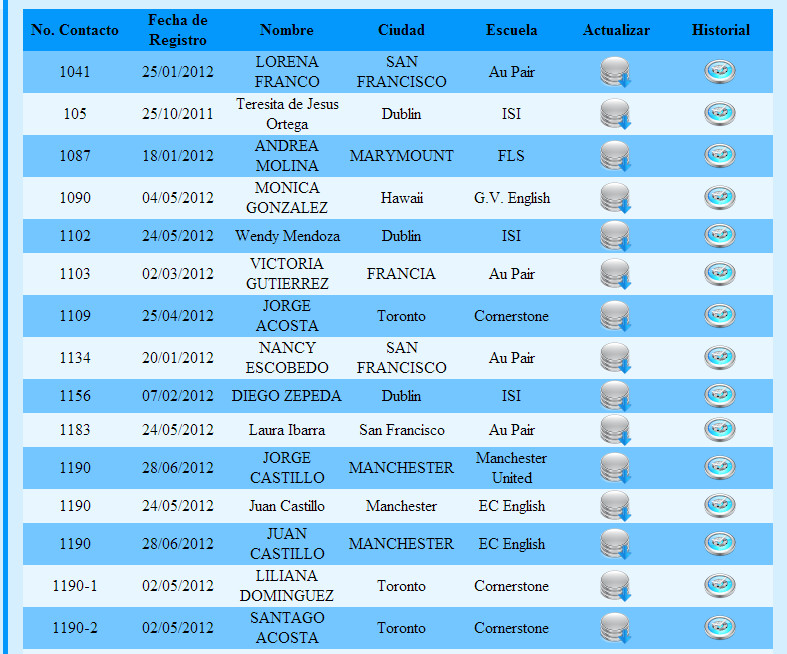 No. Contacto Fecha de Registro Nombre Ciudad Escuela Actualizar Historial
1041 25/01/2012 LORENA FRANCO SAN FRANCISCO Au Pair
105 25/10/2011 Teresita de Jesus Ortega Dublin ISI
1087 18/01/2012 ANDREA MOLINA MARYMOUNT FLS
1090 04/05/2012 MONICA GONZALEZ Hawaii G.V. English
1102 24/05/2012 Wendy Mendoza Dublin ISI
1103 02/03/2012 VICTORIA GUTIERREZ FRANCIA Au Pair
1109 25/04/2012 JORGE ACOSTA Toronto Cornerstone
1134 20/01/2012 NANCY ESCOBEDO SAN FRANCISCO Au Pair
1156 07/02/2012 DIEGO ZEPEDA Dublin ISI
1183 24/05/2012 Laura Ibarra San Francisco Au Pair
1190 28/06/2012 JORGE CASTILLO MANCHESTER Manchester United
1190 24/05/2012 Juan Castillo Manchester EC English
1190 28/06/2012 JUAN CASTILLO MANCHESTER EC English
1190-1 02/05/2012 LILIANA DOMINGUEZ Toronto Cornerstone
1190-2 02/05/2012 SANTAGO ACOSTA Toronto Cornerstone